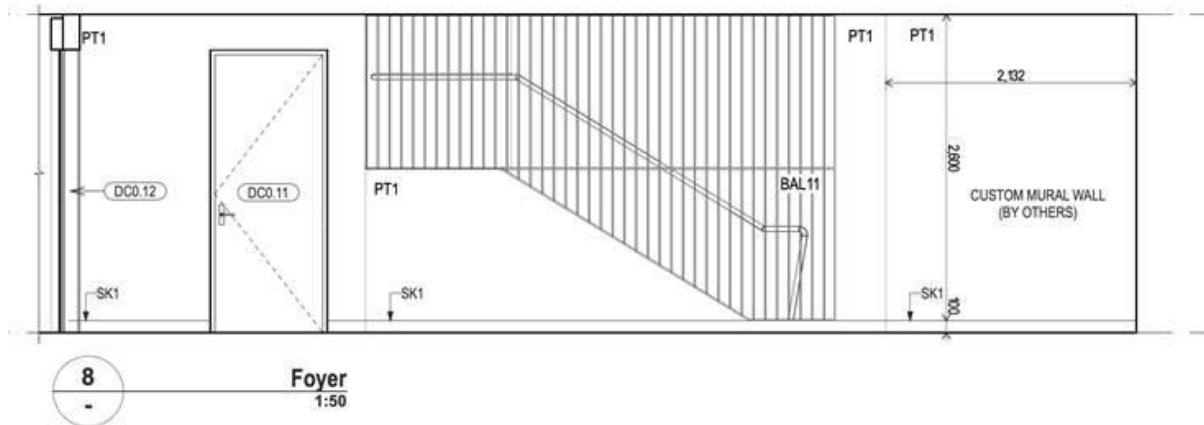 PT1
PT1
PT1
2,132
DC0.12
DC0.11
PT1
BAL11
2,600
CUSTOM MURAL WALL
(BY OTHERS)
SK1
SK1
SK1
100
8
Foyer
-
1:50